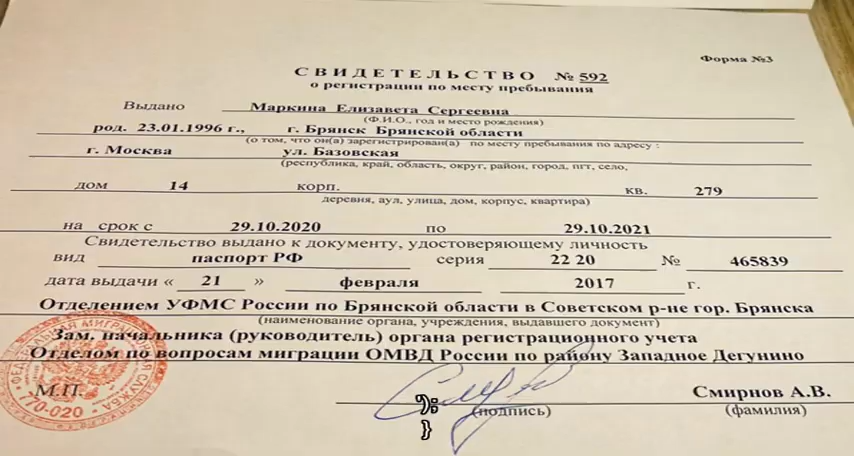 Форма №3
СВИДЕТЕЛЬСТВО № 592
о регистрации по месту пребывания
Выдано Маркина Елизавета Сергеевна
(Ф.И.О., год и место рождения)
род. 23.01.1996 г., г. Брянск Брянской области
(о том, что он(а) зарегистрирован(а) по месту пребывания по адресу :
г. Москва ул. Базовская
(республика, край, область, округ, район, город, пгт, село,
дом 14 корп. кв. 279
деревня, аул, улица, дом, корпус, квартира)
на срок с 29.10.2020 по 29.10.2021
Свидетельство выдано к документу, удостоверяющему личность
вид паспорт РФ серия 22 20 № 465839
дата выдачи « 21 » февраля 2017 г.
Отделением УФМС России по Брянской области в Советском р-не гор. Брянска
(наименование органа, учреждения, выдавшего документ)
Зам. начальника (руководитель) органа регистрационного учета
Отделом по вопросам миграции ОМВД России по району Западное Дегунино
М.П. Смирнов А.В.
(подпись) (фамилия)
ФЕДЕРАЛЬНАЯ МИГРАЦИОННАЯ СЛУЖБА
770-020
");
}